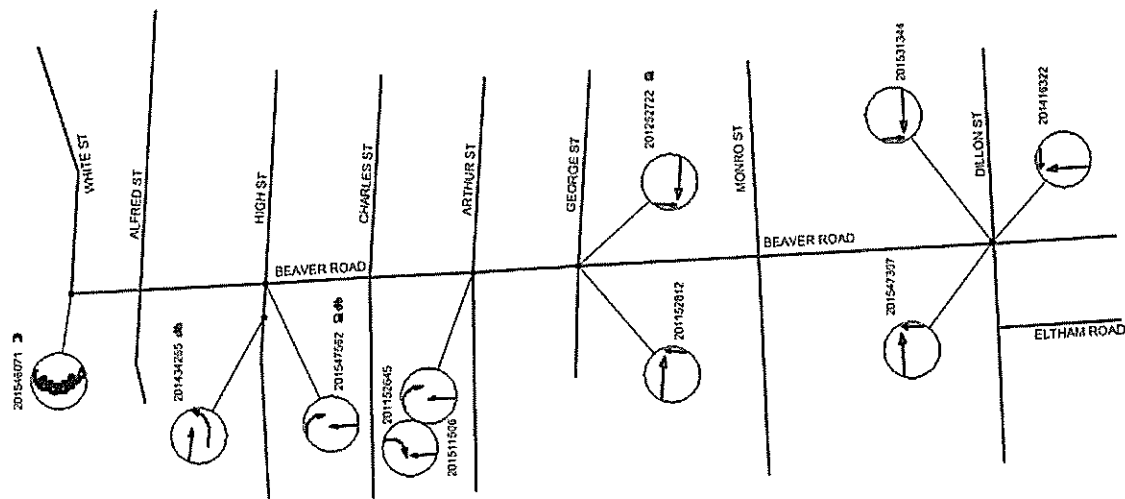 WHITE ST
ALFRED ST
HIGH ST
CHARLES ST
ARTHUR ST
GEORGE ST
MONRO ST
DILLON ST
BEAVER ROAD
BEAVER ROAD
ELTHAM ROAD
201546071
201434265
201547562
201152645
201511506
201252722
201152812
201531344
201416322
201547307